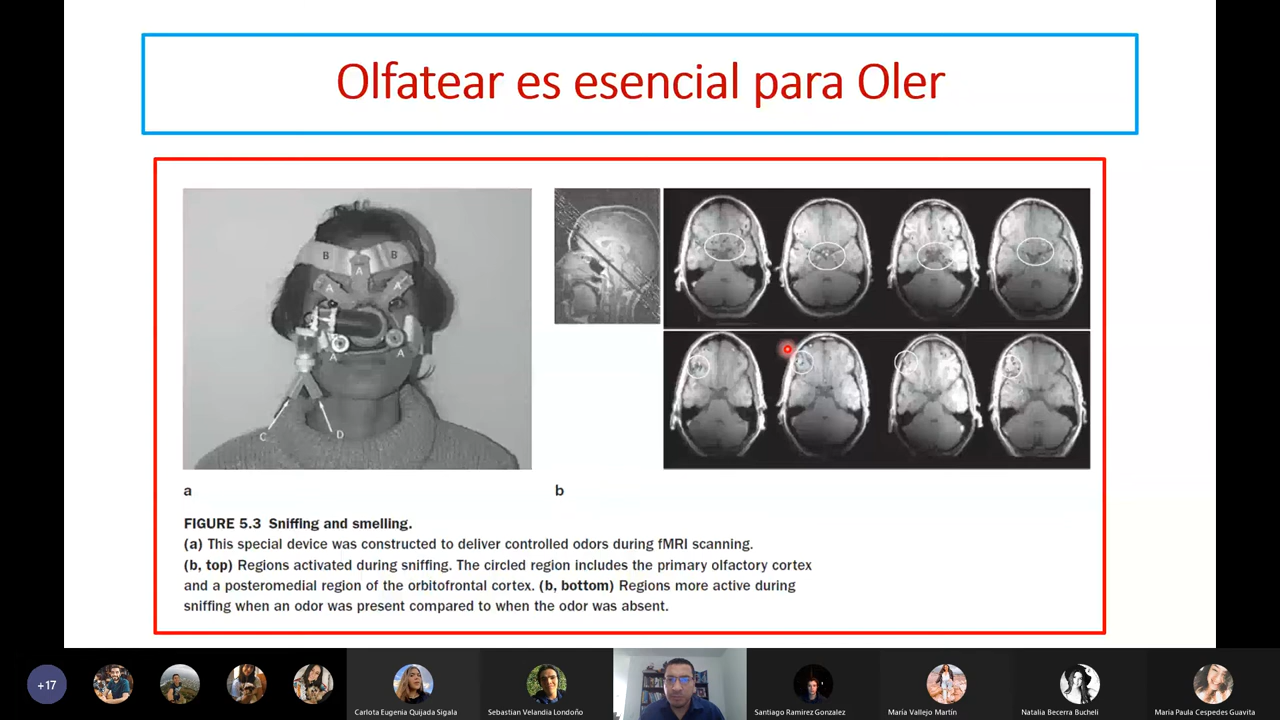 Olfatear es esencial para Oler
B
B
A
A
A
A
A
C
D
a
b
FIGURE 5.3 Sniffing and smelling.
(a) This special device was constructed to deliver controlled odors during fMRI scanning.
(b, top) Regions activated during sniffing. The circled region includes the primary olfactory cortex
and a posteromedial region of the orbitofrontal cortex. (b, bottom) Regions more active during
sniffing when an odor was present compared to when the odor was absent.
+17
Carlota Eugenia Quijada Sigala
Sebastian Velandia Londoño
Santiago Ramirez Gonzalez
María Vallejo Martín
Natalia Becerra Bucheli
Maria Paula Cespedes Guavita